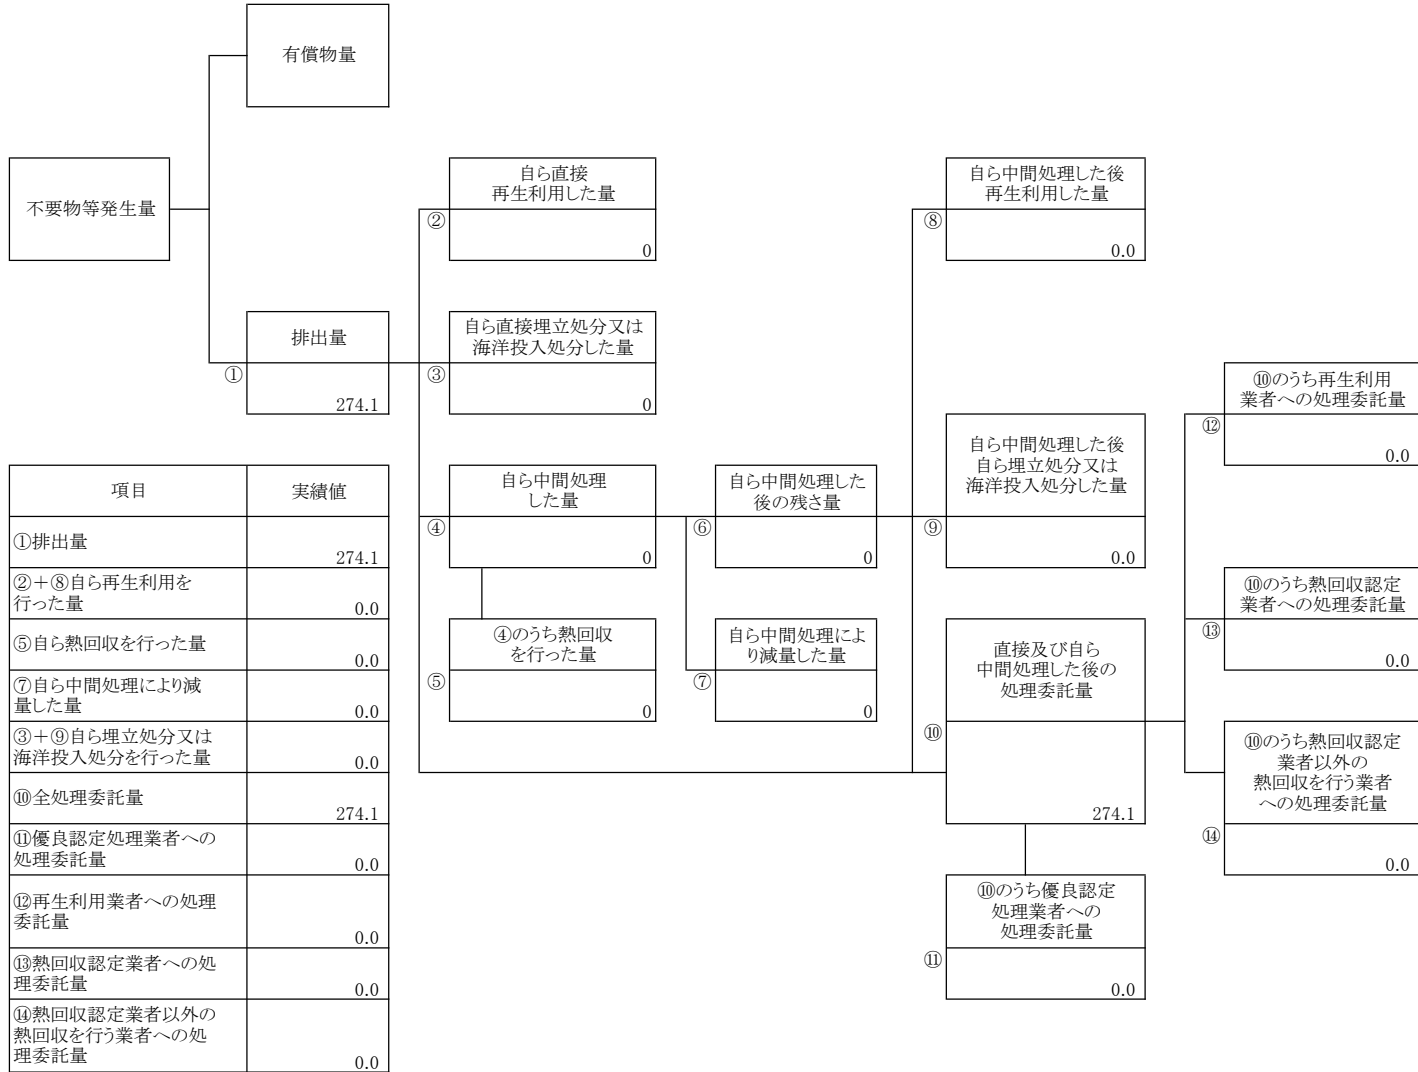 有償物量
不要物等発生量
自ら直接
再生利用した量
②
0
自ら中間処理した後
再生利用した量
⑧
0.0
排出量
①
274.1
自ら直接埋立処分又は
海洋投入処分した量
③
0
⑩のうち再生利用
業者への処理委託量
⑫
0.0
自ら中間処理
した量
④
0
自ら中間処理した
後の残さ量
⑥
0
自ら中間処理した後
自ら埋立処分又は
海洋投入処分した量
⑨
0.0
④のうち熱回収
を行った量
⑤
0
自ら中間処理によ
り減量した量
⑦
0
直接及び自ら
中間処理した後の
処理委託量
⑩
274.1
⑩のうち熱回収認定
業者への処理委託量
⑬
0.0
⑩のうち熱回収認定
業者以外の
熱回収を行う業者
への処理委託量
⑭
0.0
⑩のうち優良認定
処理業者への
処理委託量
⑪
0.0
項目 実績値
①排出量
274.1
②＋⑧自ら再生利用を
行った量
0.0
⑤自ら熱回収を行った量
0.0
⑦自ら中間処理により減
量した量
0.0
③＋⑨自ら埋立処分又は
海洋投入処分を行った量
0.0
⑩全処理委託量
274.1
⑪優良認定処理業者への
処理委託量
0.0
⑫再生利用業者への処理
委託量
0.0
⑬熱回収認定業者への処
理委託量
0.0
⑭熱回収認定業者以外の
熱回収を行う業者への処
理委託量
0.0